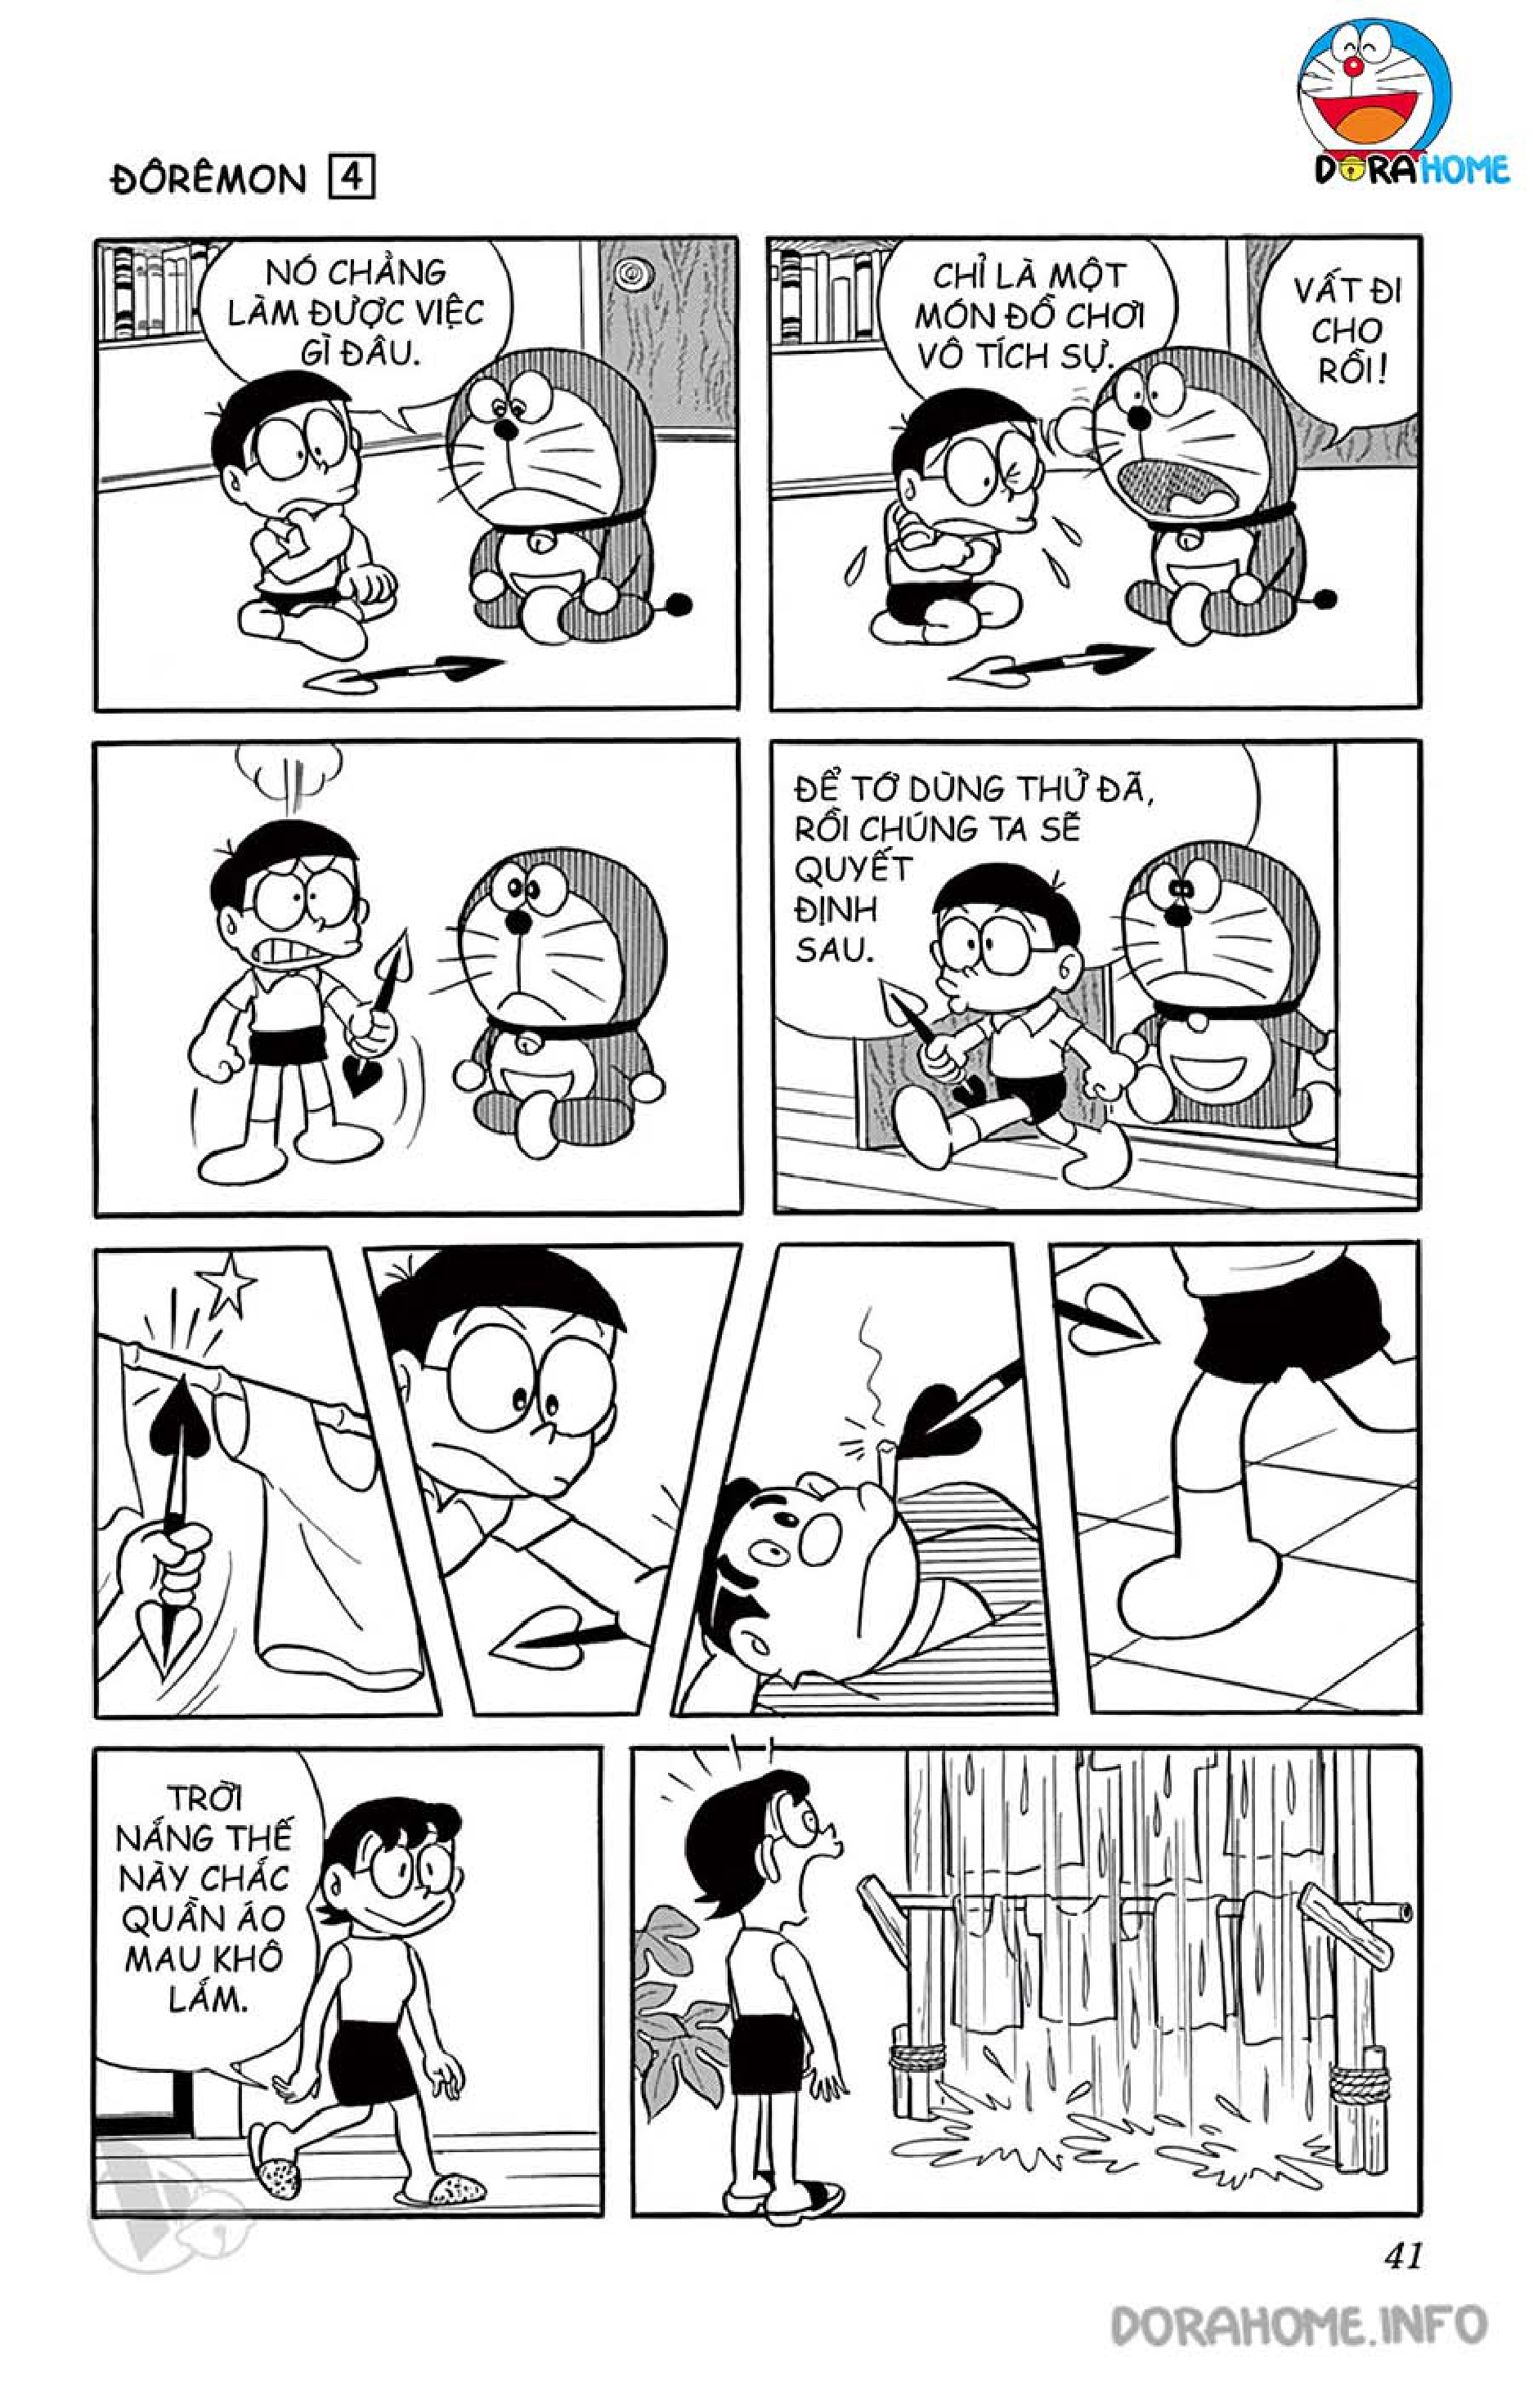 DORAHOME
ĐÔRÊMON 4
NÓ CHẲNG
LÀM ĐƯỢC VIỆC
GÌ ĐÂU.
CHỈ LÀ MỘT
MÓN ĐỒ CHƠI
VÔ TÍCH SỰ.
VẤT ĐI
CHO
RỒI!
ĐỂ TỚ DÙNG THỬ ĐÃ,
RỒI CHÚNG TA SẼ
QUYẾT
ĐỊNH
SAU.
TRỜI
NẮNG THẾ
NÀY CHẮC
QUẦN ÁO
MAU KHÔ
LẮM.
41
DORAHOME.INFO